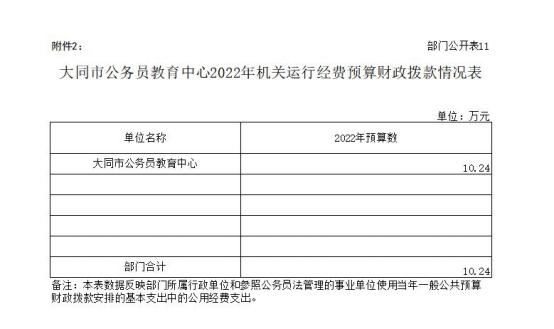 附件2：
部门公开表11
大同市公务员教育中心2022年机关运行经费预算财政拨款情况表
单位：万元
单位名称 2022年预算数
大同市公务员教育中心 10.24
部门合计 10.24
备注：本表数据反映部门所属行政单位和参照公务员法管理的事业单位使用当年一般公共预算
财政拨款安排的基本支出中的公用经费支出。